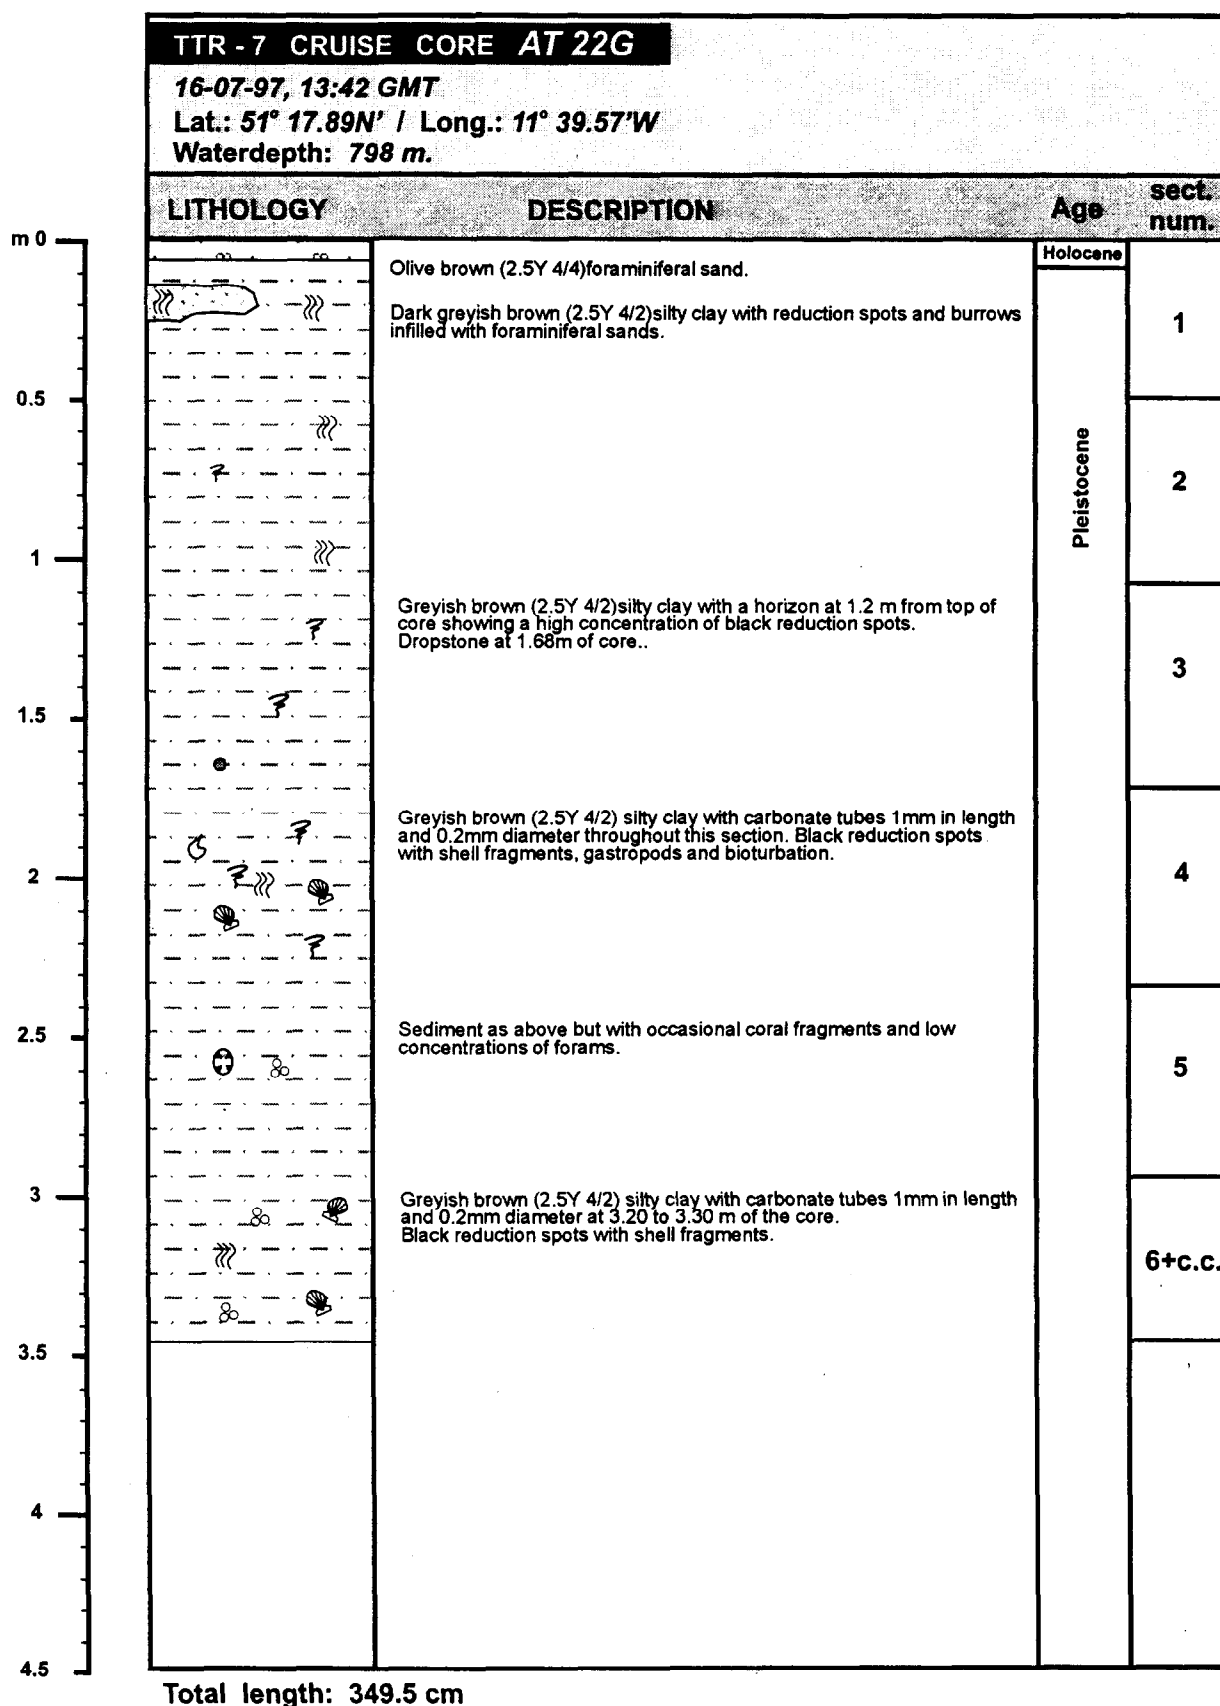 TTR - 7 CRUISE CORE AT 22G
16-07-97, 13:42 GMT
Lat.: 51° 17.89N' / Long.: 11° 39.57'W
Waterdepth: 798 m.
LITHOLOGY DESCRIPTION Age sect. num.
m 0
Holocene
Olive brown (2.5Y 4/4)foraminiferal sand.
Dark greyish brown (2.5Y 4/2)silty clay with reduction spots and burrows
infilled with foraminiferal sands.
1
0.5
Pleistocene
2
1
Greyish brown (2.5Y 4/2)silty clay with a horizon at 1.2 m from top of
core showing a high concentration of black reduction spots.
Dropstone at 1.68m of core..
3
1.5
Greyish brown (2.5Y 4/2) silty clay with carbonate tubes 1mm in length
and 0.2mm diameter throughout this section. Black reduction spots
with shell fragments, gastropods and bioturbation.
4
2
2.5
Sediment as above but with occasional coral fragments and low
concentrations of forams.
5
3
Greyish brown (2.5Y 4/2) silty clay with carbonate tubes 1mm in length
and 0.2mm diameter at 3.20 to 3.30 m of the core.
Black reduction spots with shell fragments.
6+c.c.
3.5
4
4.5
Total length: 349.5 cm